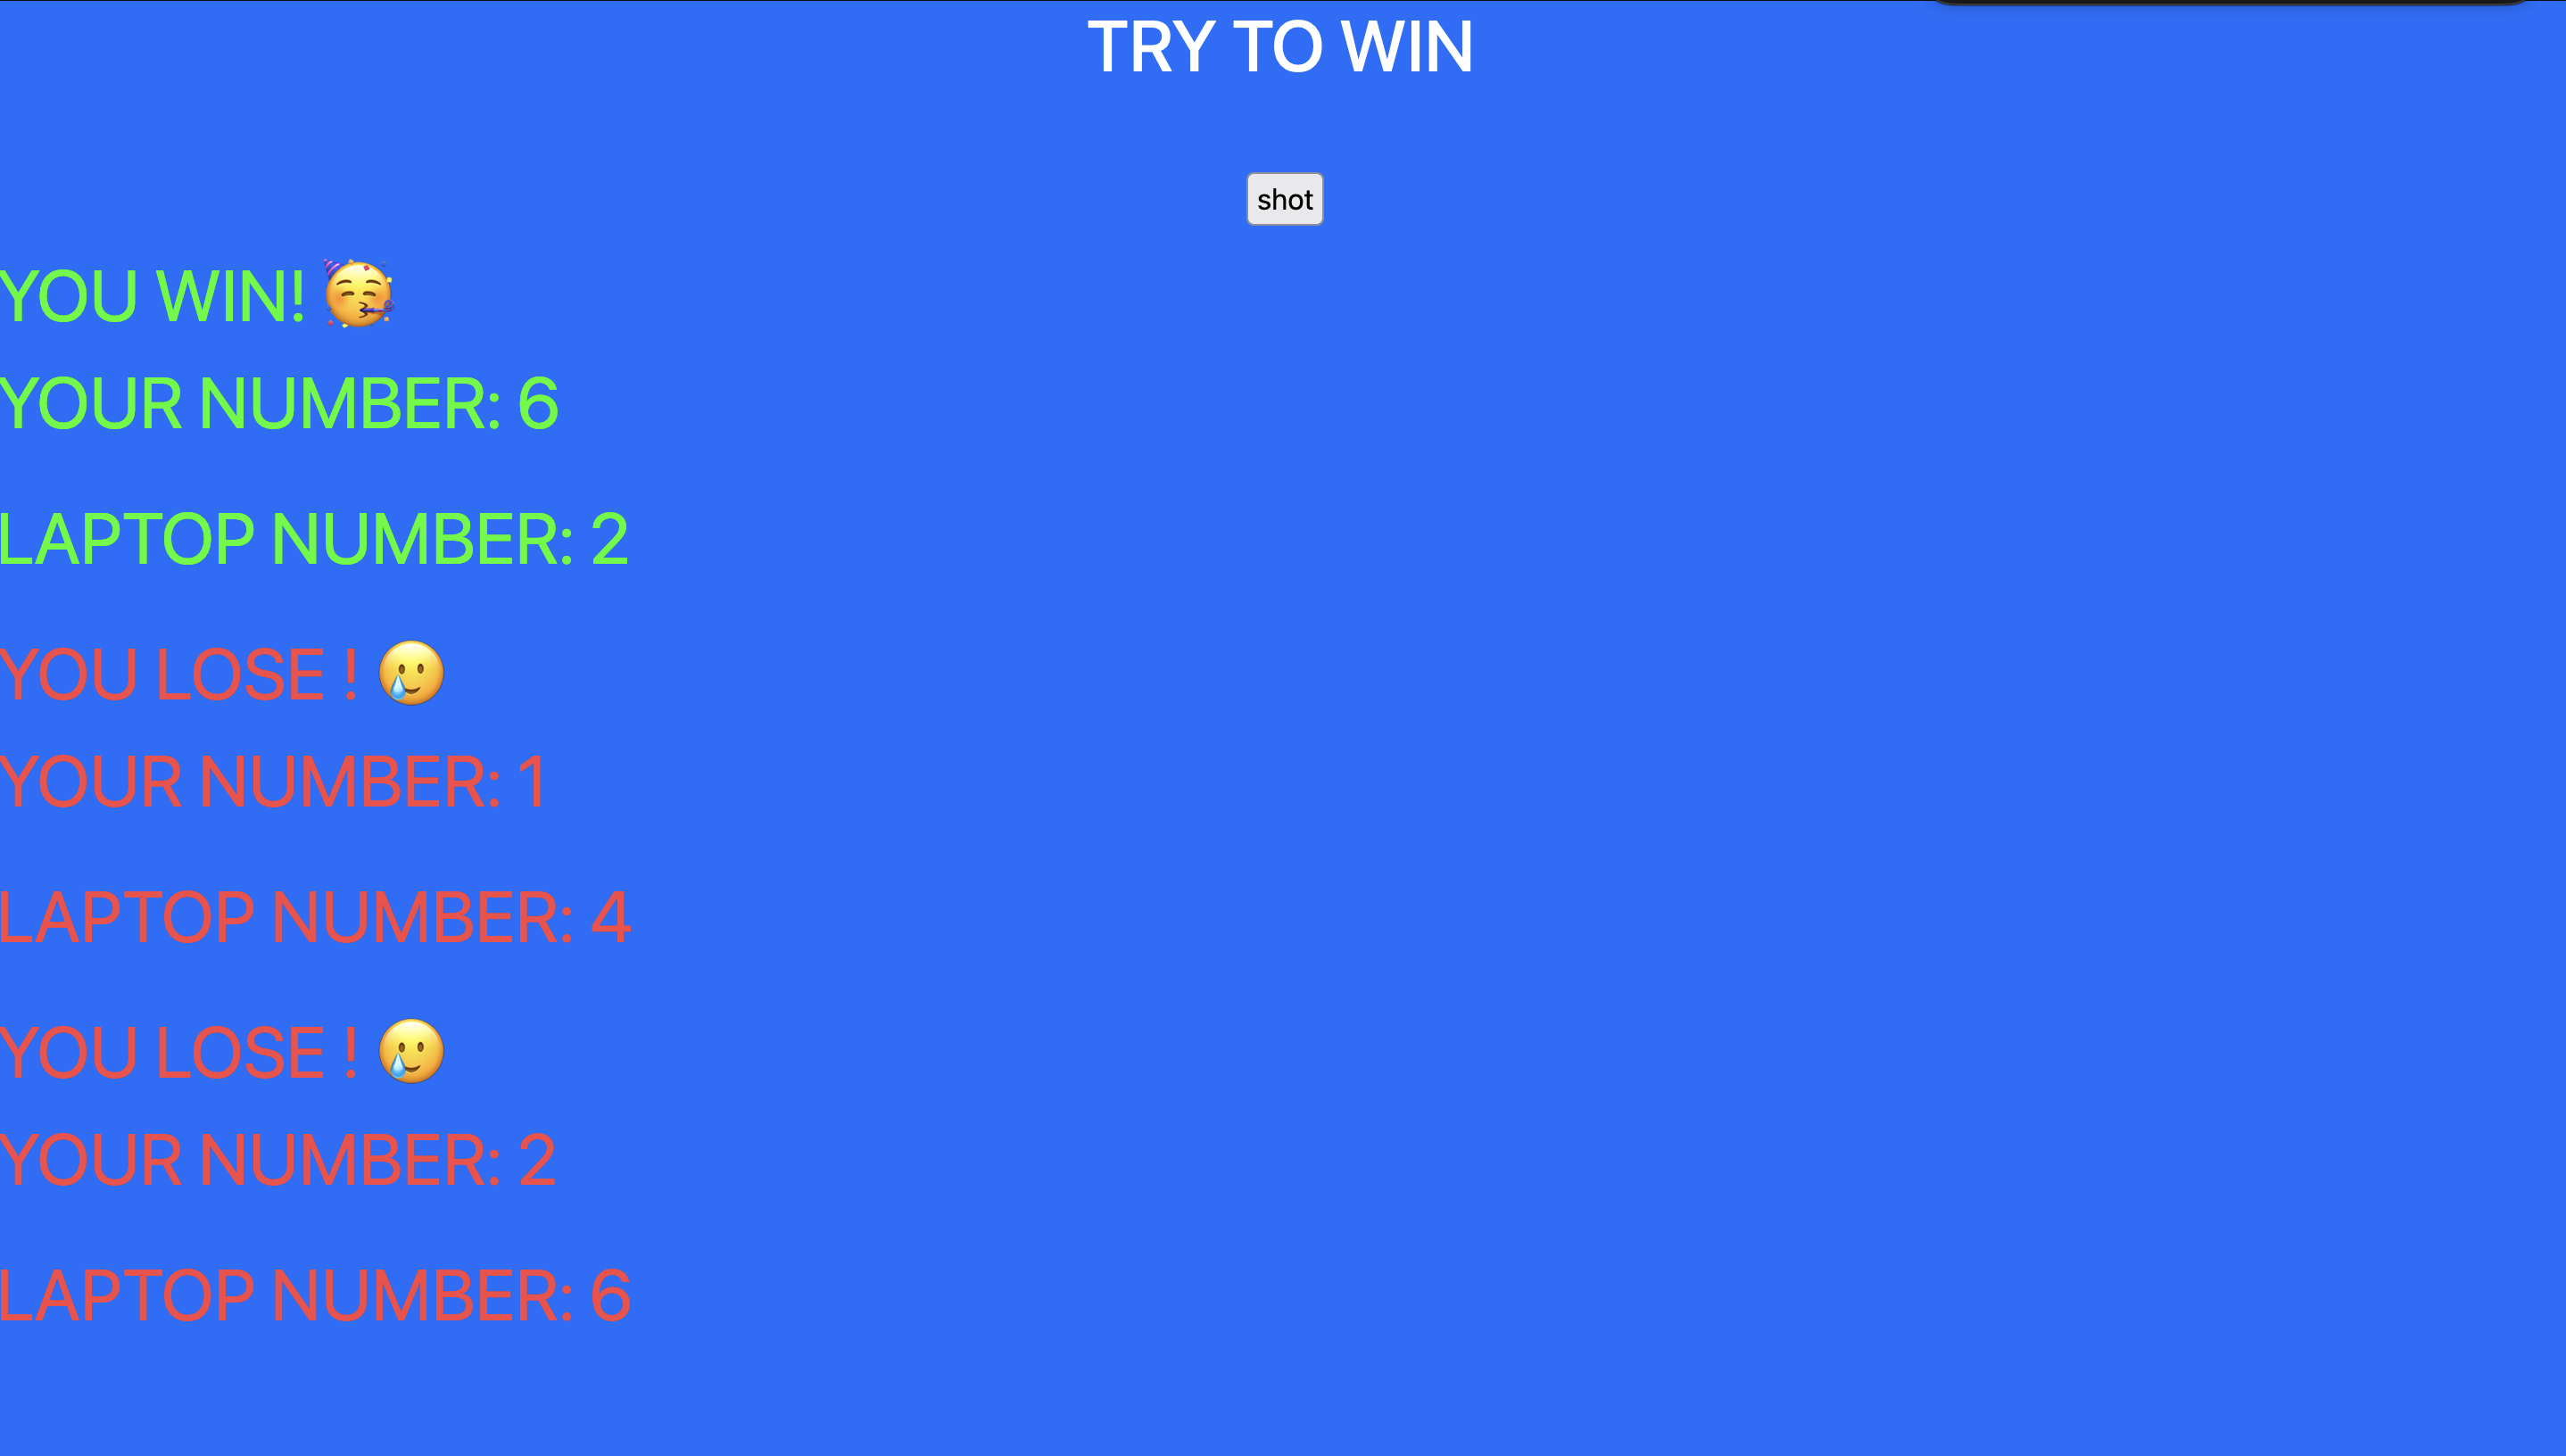 TRY TO WIN
shot
YOU WIN! 🥳
YOUR NUMBER: 6
LAPTOP NUMBER: 2
YOU LOSE ! 🥲
YOUR NUMBER: 1
LAPTOP NUMBER: 4
YOU LOSE ! 🥲
YOUR NUMBER: 2
LAPTOP NUMBER: 6